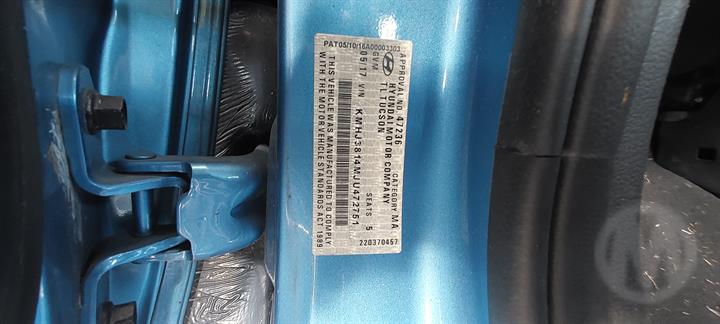 APPROVAL NO. 47236 CATEGORY MA
HYUNDAI MOTOR COMPANY
TL TUCSON SEATS 5
GVM
05/17 VIN KMHJ3814MJU472751
THIS VEHICLE WAS MANUFACTURED TO COMPLY
WITH THE MOTOR VEHICLE STANDARDS ACT 1989
PAT05/10/16A00003303
220370457